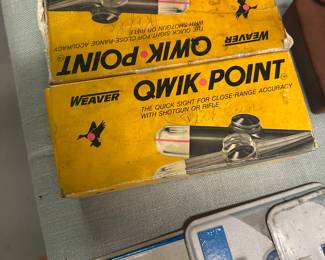 WEAVER
THE QUICK SIGHT FOR CLOSE-RANGE ACCURACY
WITH SHOTGUN OR RIFLE
QWIK•POINT
WEAVER
QWIK•POINT
THE QUICK SIGHT FOR CLOSE-RANGE ACCURACY
WITH SHOTGUN OR RIFLE